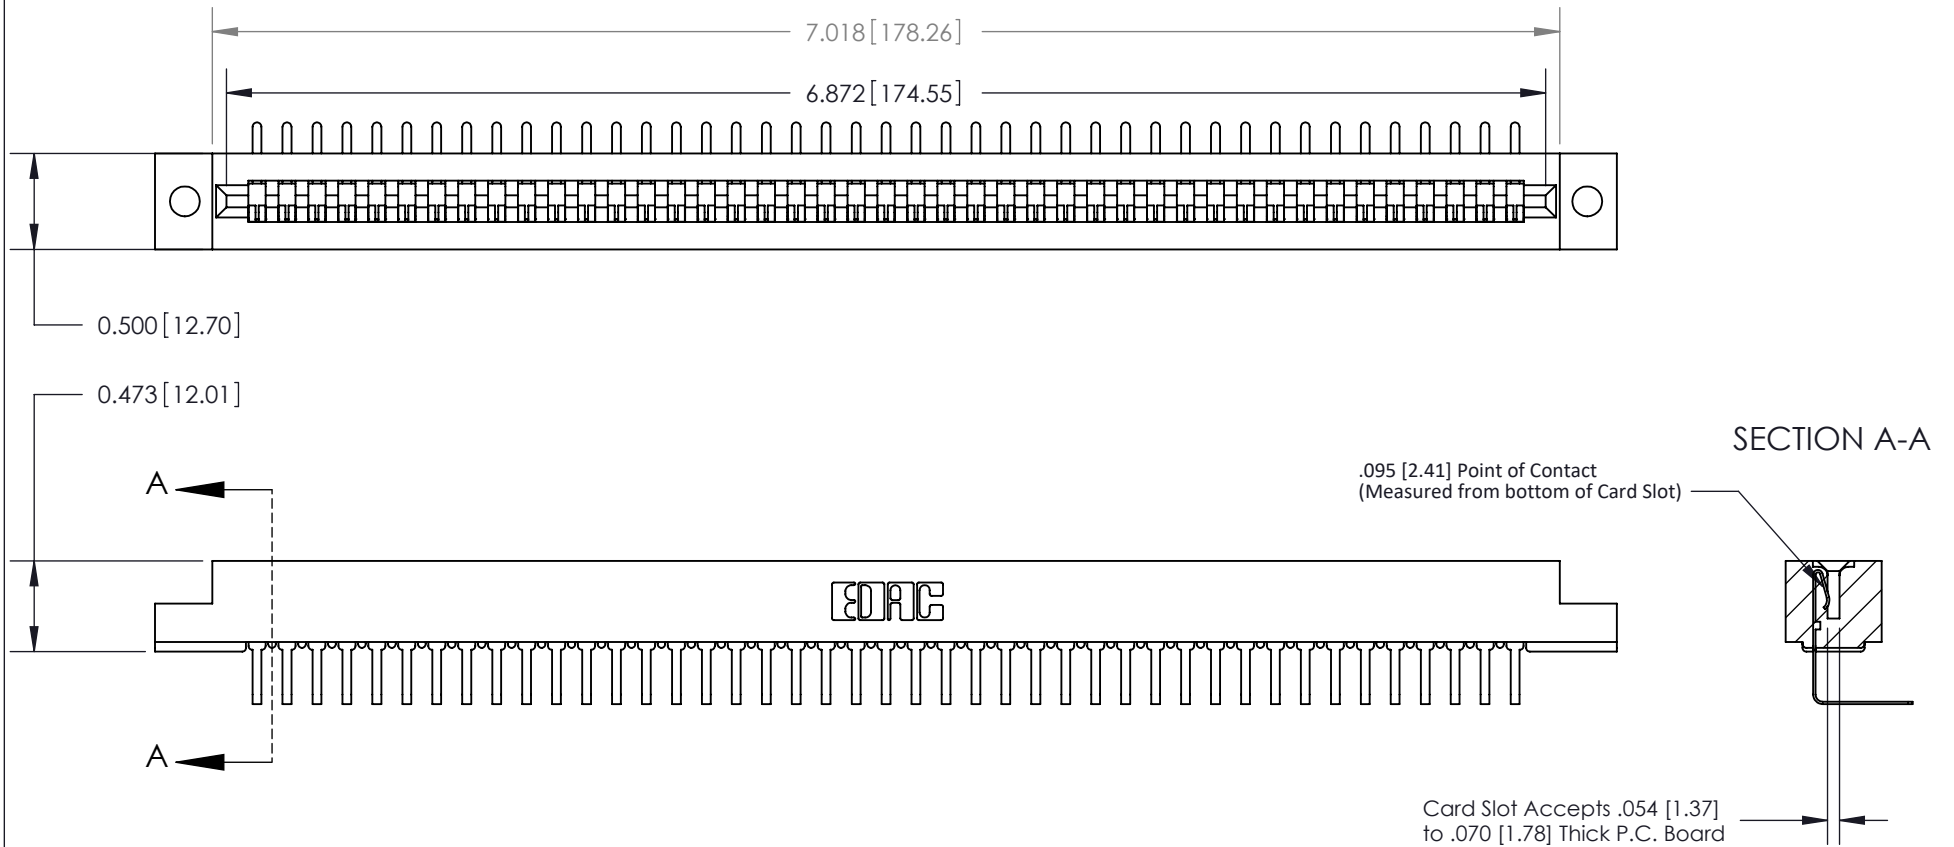 7.018[178.26]
6.872[174.55]
0.500[12.70]
0.473[12.01]
SECTION A-A
.095 [2.41] Point of Contact
(Measured from bottom of Card Slot)
A
EDAC
A
Card Slot Accepts .054 [1.37]
to .070 [1.78] Thick P.C. Board